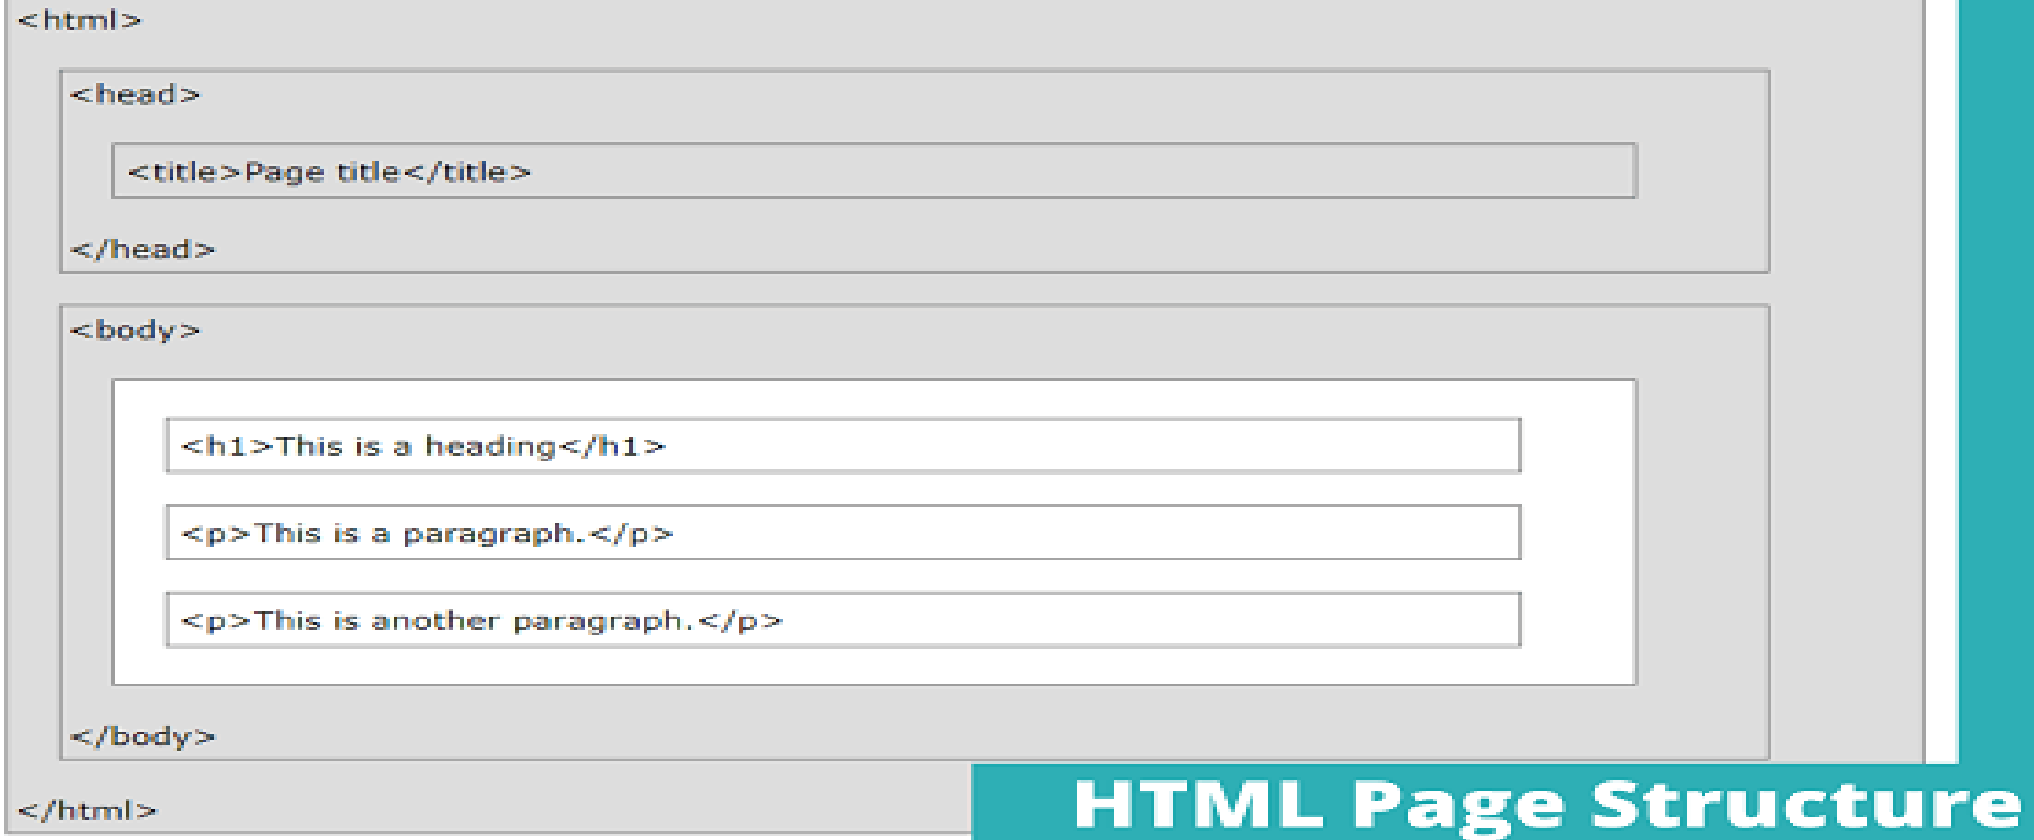 <html>
<head>
<title>Page title</title>
</head>
<body>
<h1>This is a heading</h1>
<p>This is a paragraph.</p>
<p>This is another paragraph.</p>
</body>
</html>
HTML Page Structure